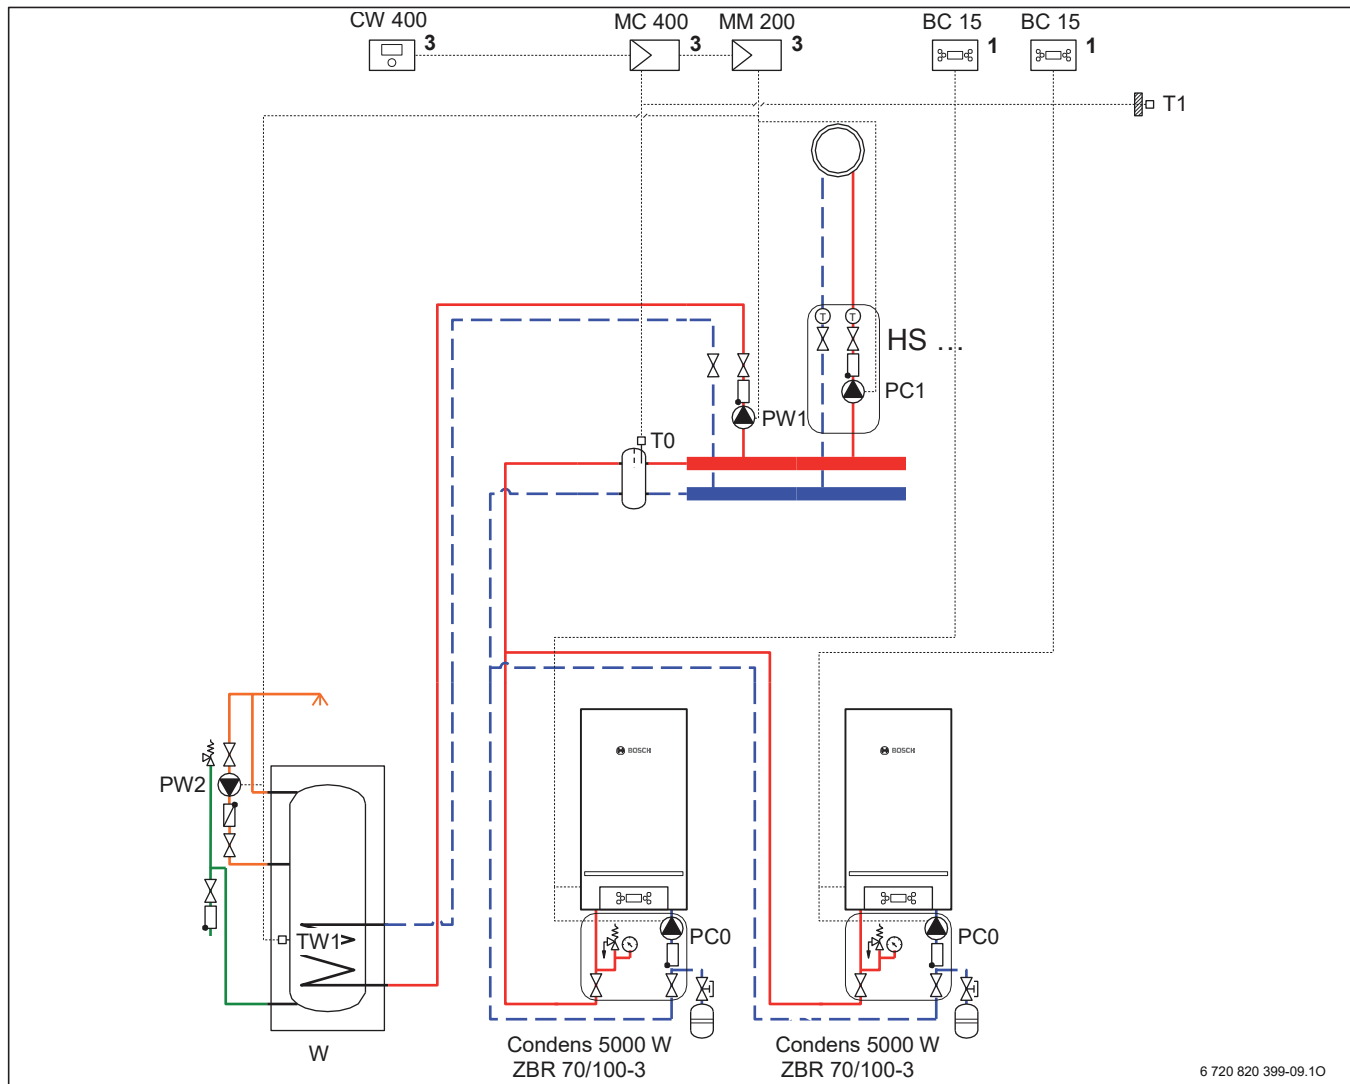 CW 400
MC 400
MM 200
BC 15
BC 15
3
3
3
1
1
T1
T
T
HS ...
PC1
PW1
T0
BOSCH
BOSCH
PW2
PC0
PC0
TW1
W
Condens 5000 W
ZBR 70/100-3
Condens 5000 W
ZBR 70/100-3
6 720 820 399-09.1O